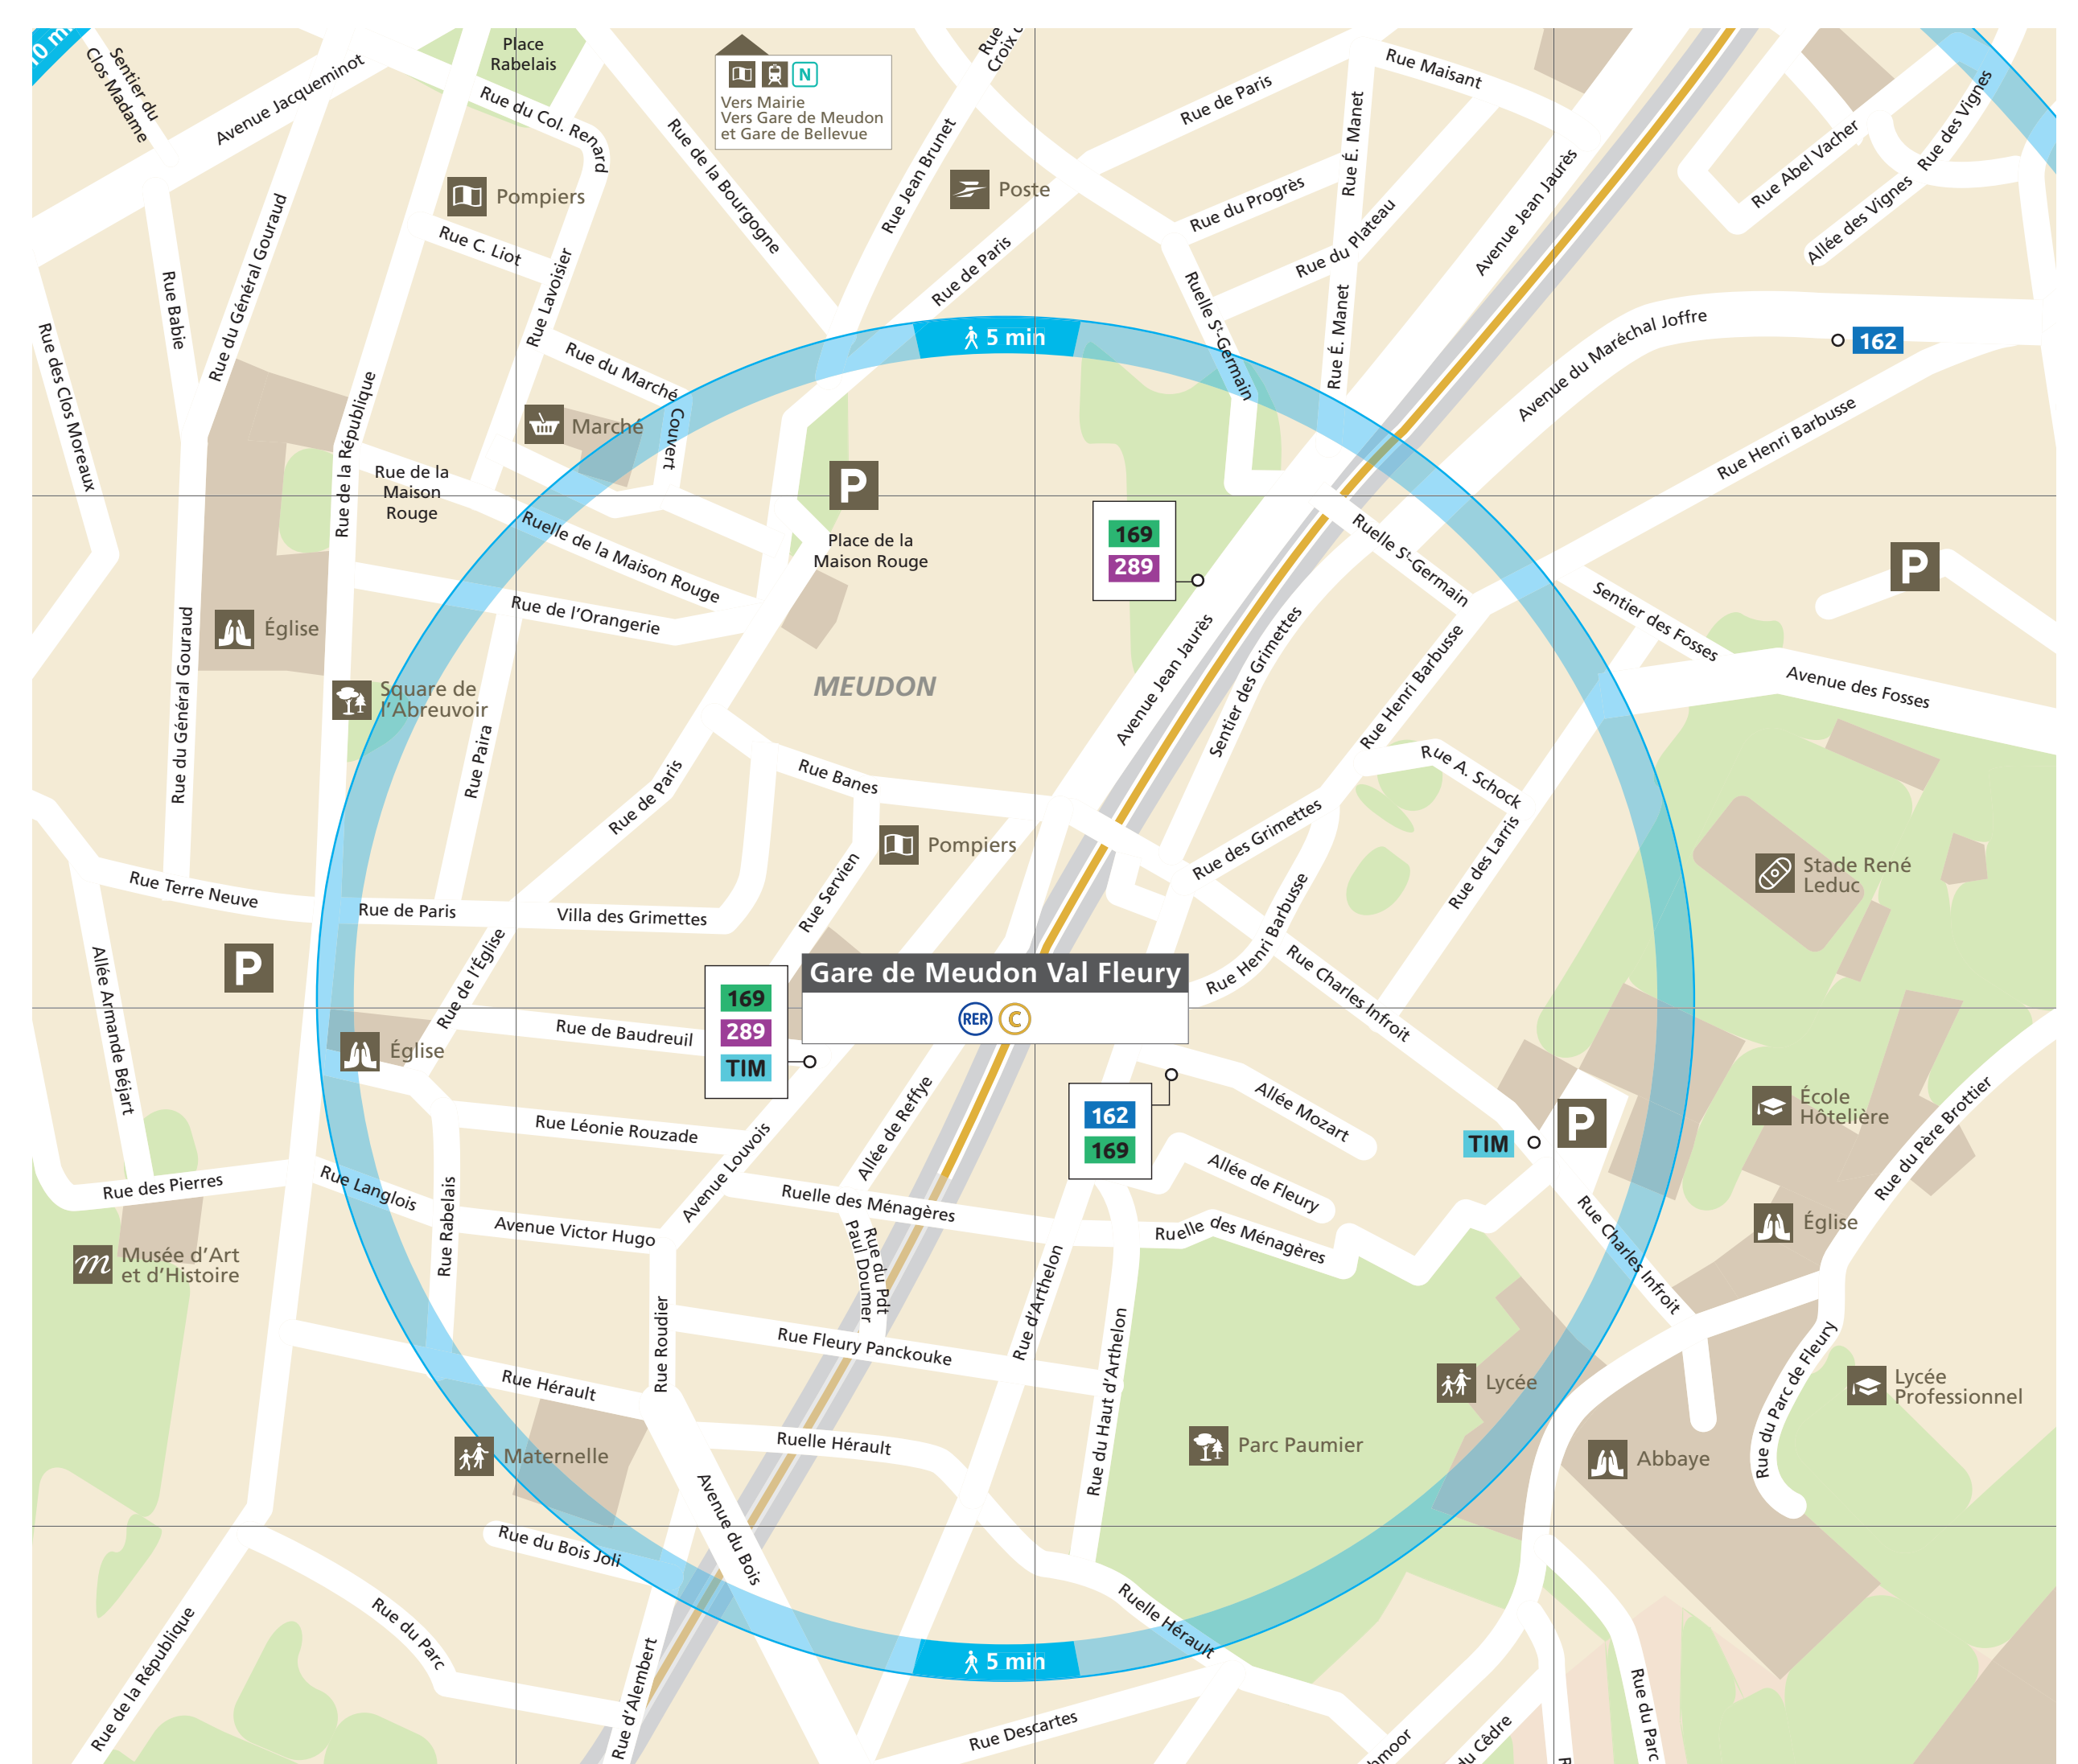 Sentier du
Clos Madame
Avenue Jacqueminot
Place
Rabelais
Rue du Col. Renard
N
Vers Mairie
Vers Gare de Meudon
et Gare de Bellevue
Rue de la Bourgogne
Rue Jean Brunet
Rue de Paris
Rue Maisant
Rue É. Manet
Avenue Jean Jaurès
Rue Abel Vacher
Rue des Vignes
Allée des Vignes
Pompiers
Poste
Rue du Progrès
Rue du Plateau
Rue C. Liot
Rue Babie
Rue du Général Gouraud
Rue Lavoisier
Rue de Paris
Ruelle St-Germain
Rue É. Manet
Avenue du Maréchal Joffre
162
5 min
Rue des Clos Moreaux
Rue de la République
Rue du Marché Couvert
Marché
Rue Henri Barbusse
Rue de la
Maison
Rouge
P
Ruelle de la Maison Rouge
Place de la
Maison Rouge
169
289
Ruelle St-Germain
P
Sentier des Fosses
Rue de l'Orangerie
Église
Rue du Général Gouraud
Square de
l'Abreuvoir
MEUDON
Avenue Jean Jaurès
Sentier des Grimettes
Rue Henri Barbusse
Avenue des Fosses
Rue Paira
Rue de Paris
Rue Banes
Rue A. Schock
Pompiers
Rue des Grimettes
Rue des Larris
Stade René
Leduc
Rue Terre Neuve
Rue de Paris
Villa des Grimettes
Rue Servien
Rue Henri Barbusse
P
Allée Armande Béjart
Rue de l'Église
Gare de Meudon Val Fleury
RER C
Rue Charles Infroit
169
289
TIM
Rue de Baudreuil
Église
Allée de Reffye
162
169
Allée Mozart
TIM
P
École
Hôtelière
Rue du Père Brottier
Rue Léonie Rouzade
Avenue Louvois
Allée de Fleury
Rue des Pierres
Rue Langlois
Rue Rabelais
Avenue Victor Hugo
Ruelle des Ménagères
Ruelle des Ménagères
Rue Charles Infroit
Église
m
Musée d'Art
et d'Histoire
Rue du Pdt
Paul Doumer
Rue d'Arthelon
Rue du Haut d'Arthelon
Rue Roudier
Rue Fleury Panckouke
Rue Hérault
Lycée
Rue du Parc de Fleury
Lycée
Professionnel
Maternelle
Ruelle Hérault
Parc Paumier
Abbaye
Avenue du Bois
Rue du Bois Joli
Ruelle Hérault
Rue du Parc
5 min
Rue de la République
Rue d'Alembert
Rue Descartes
Rue du Parc
du Cèdre